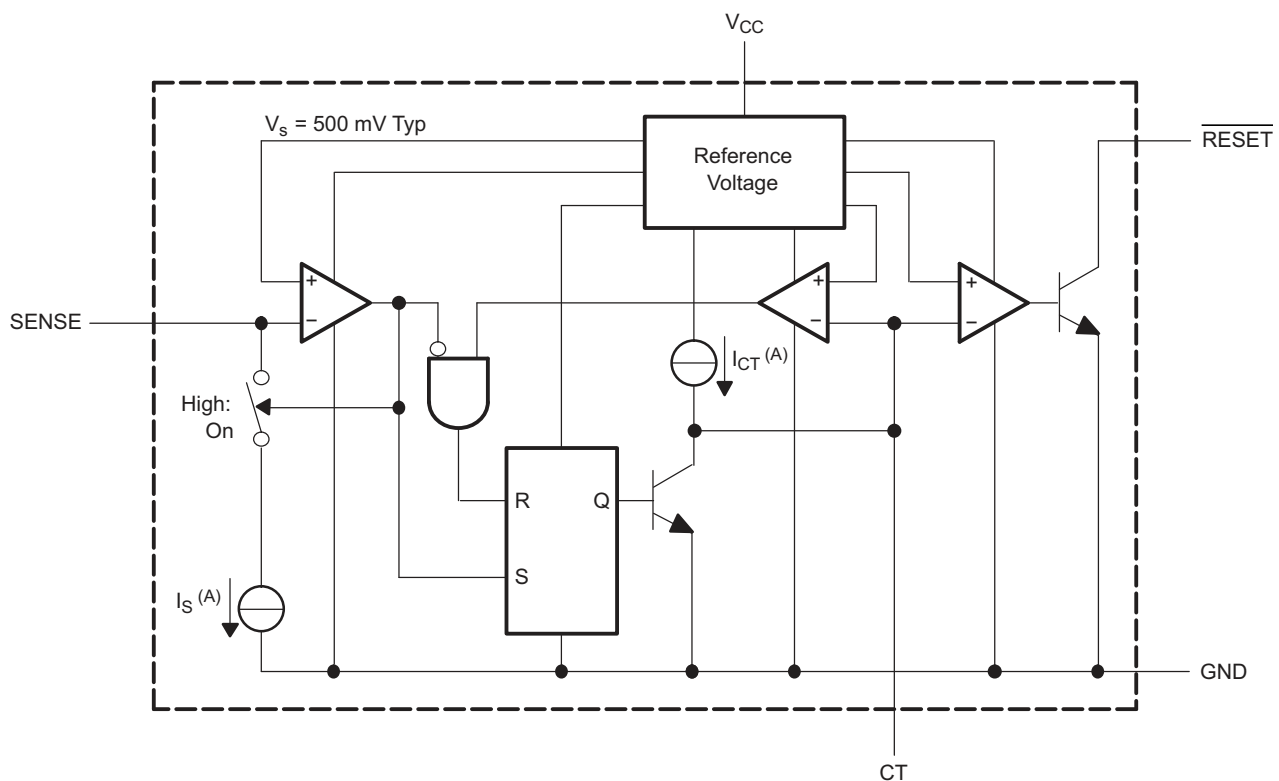 VCC
Vs = 500 mV Typ
RESET
Reference
Voltage
+
−
+
−
+
−
SENSE
ICT (A)
High:
On
R
Q
S
IS (A)
GND
CT